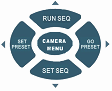 RUN SEQ
SET
PRESET
CAMERA
MENU
GO
PRESET
SET SEQ